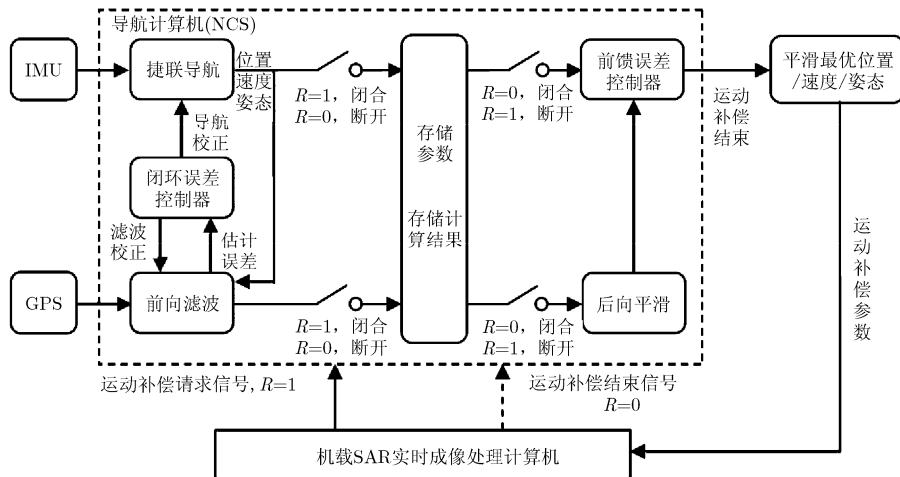 导航计算机(NCS)
IMU
捷联导航
位置
速度
姿态
R=1，闭合
R=0，断开
R=0，闭合
R=1，断开
前馈误差
控制器
平滑最优位置
/速度/姿态
运动
补偿
结束
导航
校正
存储
参数
闭环误差
控制器
存储计
算结果
滤波
校正
估计
误差
运
动
补
偿
参
数
GPS
前向滤波
后向平滑
R=1，闭合
R=0，断开
R=0，闭合
R=1，断开
运动补偿请求信号, R=1
运动补偿结束信号
R=0
机载SAR实时成像处理计算机